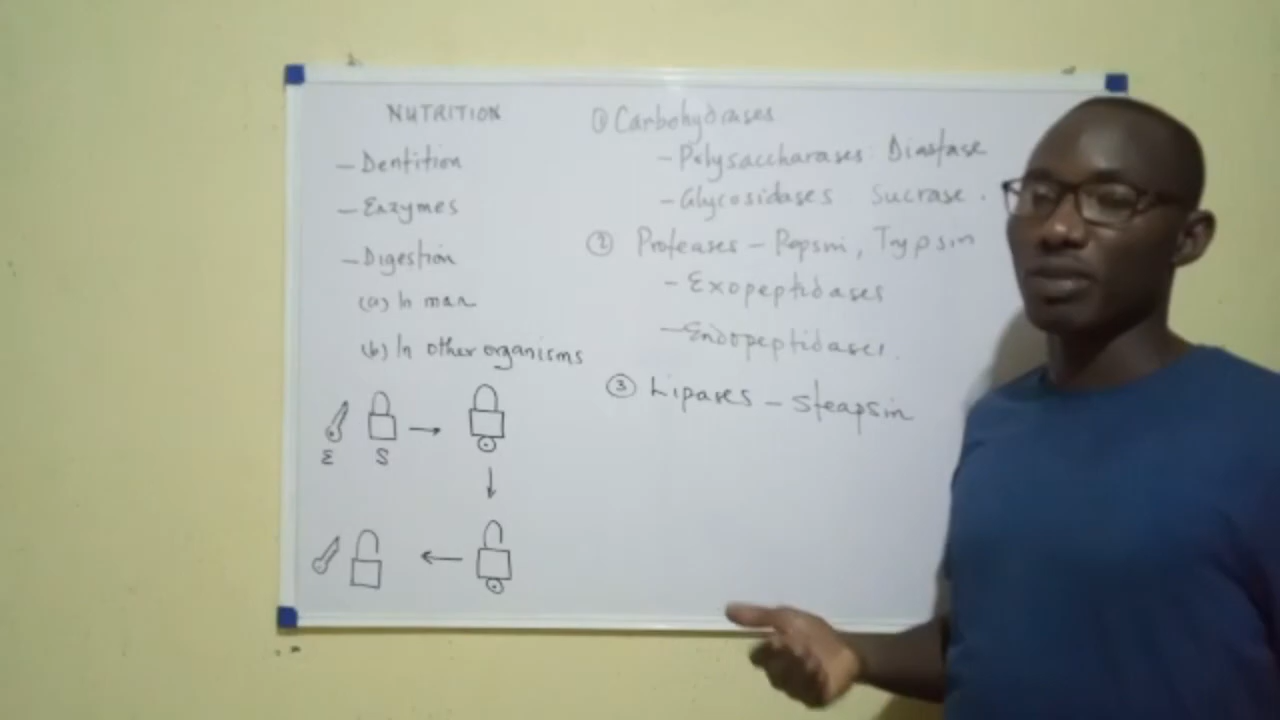 NUTRITION
- Dentition
- Enzymes
- Digestion
(a) In man
(b) In other organisms
E S
① Carbohydrases
- Polysaccharases: Diastase
- Glycosidases Sucrase.
② Proteases - Pepsin, Trypsin
- Exopeptidases
- Endopeptidases.
③ Lipases - Steapsin